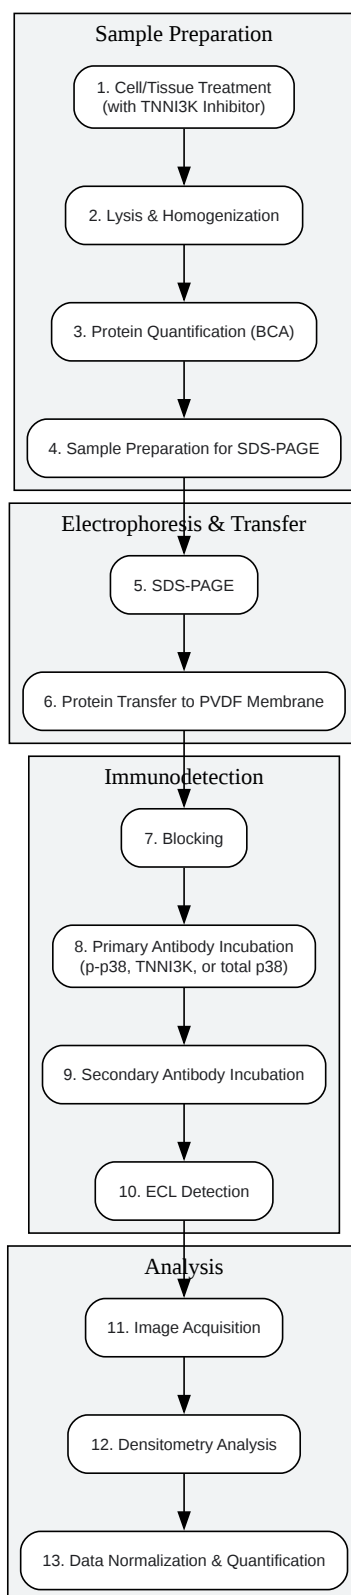 Sample Preparation
1. Cell/Tissue Treatment
(with TNNI3K Inhibitor)
2. Lysis & Homogenization
3. Protein Quantification (BCA)
4. Sample Preparation for SDS-PAGE
Electrophoresis & Transfer
5. SDS-PAGE
6. Protein Transfer to PVDF Membrane
Immunodetection
7. Blocking
8. Primary Antibody Incubation
(p-p38, TNNI3K, or total p38)
9. Secondary Antibody Incubation
10. ECL Detection
Analysis
11. Image Acquisition
12. Densitometry Analysis
13. Data Normalization & Quantification